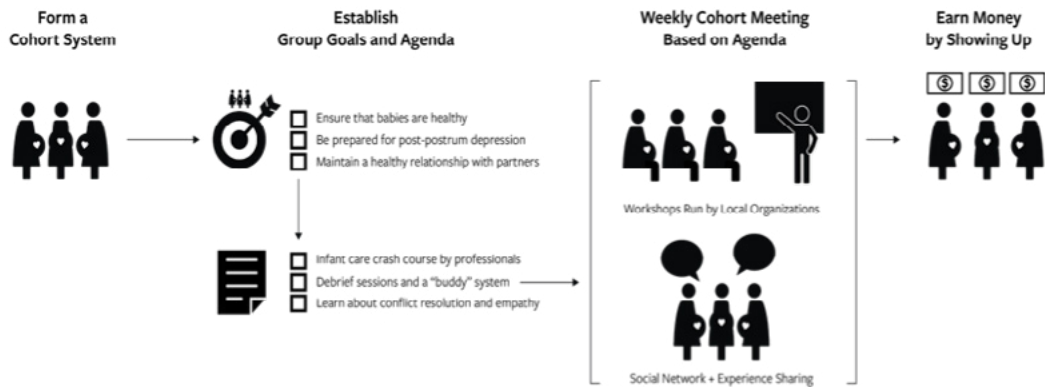 Form a
Cohort System
Establish
Group Goals and Agenda
Weekly Cohort Meeting
Based on Agenda
Earn Money
by Showing Up
Ensure that babies are healthy
Be prepared for post-postrum depression
Maintain a healthy relationship with partners
Infant care crash course by professionals
Debrief sessions and a “buddy” system
Learn about conflict resolution and empathy
Workshops Run by Local Organizations
Social Network + Experience Sharing
$ $ $